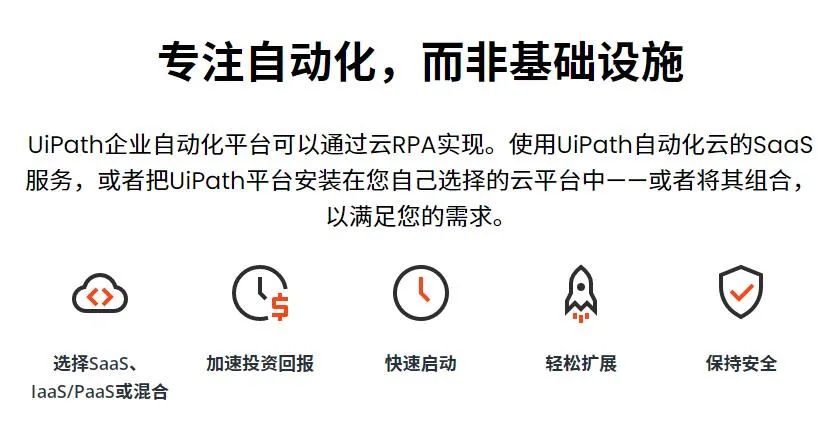 专注自动化，而非基础设施
UiPath企业自动化平台可以通过云RPA实现。使用UiPath自动化云的SaaS
服务，或者把UiPath平台安装在您自己选择的云平台中——或者将其组合，
以满足您的需求。
选择SaaS、
IaaS/PaaS或混合
加速投资回报
快速启动
轻松扩展
保持安全